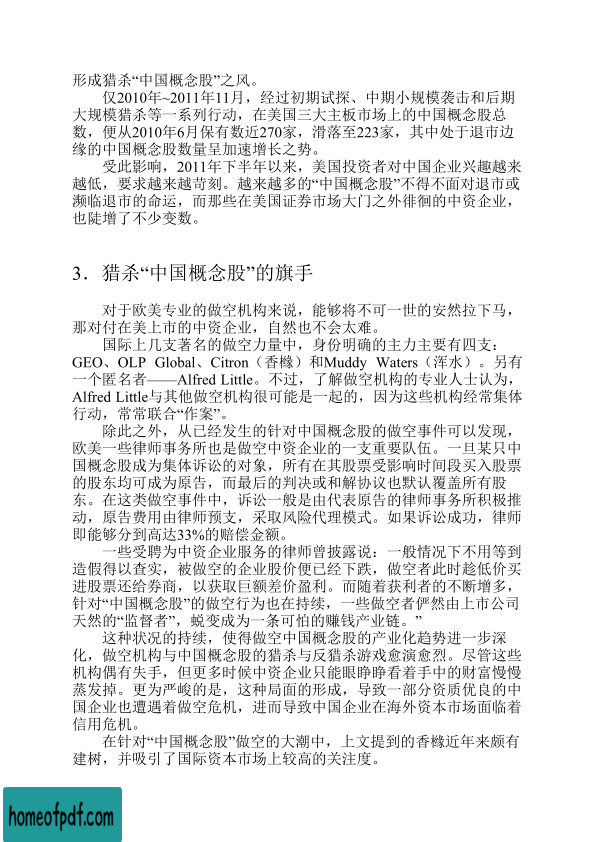 形成猎杀“中国概念股”之风。
仅2010年~2011年11月，经过初期试探、中期小规模袭击和后期
大规模猎杀等一系列行动，在美国三大主板市场上的中国概念股总
数，便从2010年6月保有数近270家，滑落至223家，其中处于退市边
缘的中国概念股数量呈加速增长之势。
受此影响，2011年下半年以来，美国投资者对中国企业兴趣越来
越低，要求越来越苛刻。越来越多的“中国概念股”不得不面对退市或
濒临退市的命运，而那些在美国证券市场大门之外徘徊的中资企业，
也陡增了不少变数。
3．猎杀“中国概念股”的旗手
对于欧美专业的做空机构来说，能够将不可一世的安然拉下马，
那对付在美上市的中资企业，自然也不会太难。
国际上几支著名的做空力量中，身份明确的主力主要有四支：
GEO、OLP Global、Citron（香橼）和Muddy Waters（浑水）。另有
一个匿名者——Alfred Little。不过，了解做空机构的专业人士认为，
Alfred Little与其他做空机构很可能是一起的，因为这些机构经常集体
行动，常常联合“作案”。
除此之外，从已经发生的针对中国概念股的做空事件可以发现，
欧美一些律师事务所也是做空中资企业的一支重要队伍。一旦某只中
国概念股成为集体诉讼的对象，所有在其股票受影响时间段买入股票
的股东均可成为原告，而最后的判决或和解协议也默认覆盖所有股
东。在这类做空事件中，诉讼一般是由代表原告的律师事务所积极推
动，原告费用由律师预支，采取风险代理模式。如果诉讼成功，律师
即能够分到高达33%的赔偿金额。
一些受聘为中资企业服务的律师曾披露说：一般情况下不用等到
造假得以查实，被做空的企业股价便已经下跌，做空者此时趁低价买
进股票还给券商，以获取巨额差价盈利。而随着获利者的不断增多，
针对“中国概念股”的做空行为也在持续，一些做空者俨然由上市公司
天然的“监督者”，蜕变成为一条可怕的赚钱产业链。”
这种状况的持续，使得做空中国概念股的产业化趋势进一步深
化，做空机构与中国概念股的猎杀与反猎杀游戏愈演愈烈。尽管这些
机构偶有失手，但更多时候中资企业只能眼睁睁看着手中的财富慢慢
蒸发掉。更为严峻的是，这种局面的形成，导致一部分资质优良的中
国企业也遭遇着做空危机，进而导致中国企业在海外资本市场面临着
信用危机。
在针对“中国概念股”做空的大潮中，上文提到的香橼近年来颇有
建树，并吸引了国际资本市场上较高的关注度。
homeofpdf.com